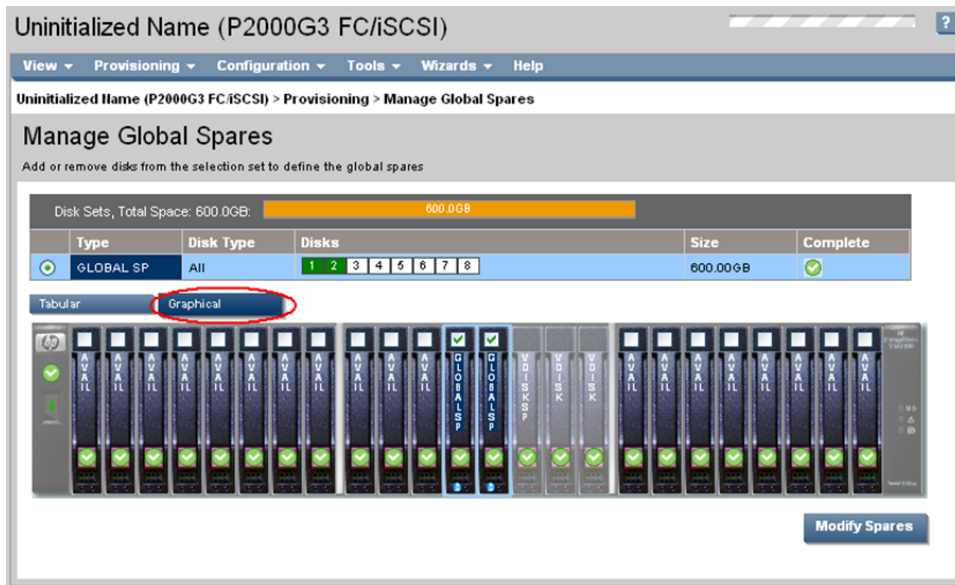 Uninitialized Name (P2000G3 FC/iSCSI)
?
View Provisioning Configuration Tools Wizards Help
Uninitialized Name (P2000G3 FC/iSCSI) > Provisioning > Manage Global Spares
Manage Global Spares
Add or remove disks from the selection set to define the global spares
Disk Sets, Total Space: 600.0GB: 600.0GB
Type Disk Type Disks Size Complete
GLOBAL SP All 1 2 3 4 5 6 7 8 600.00GB
Tabular Graphical
hp
AVAIL AVAIL AVAIL AVAIL AVAIL AVAIL AVAIL AVAIL AVAIL AVAIL AVAIL GLOBALSP GLOBALSP VDISKSP VDISK VDISK AVAIL AVAIL AVAIL AVAIL AVAIL AVAIL AVAIL AVAIL
Modify Spares